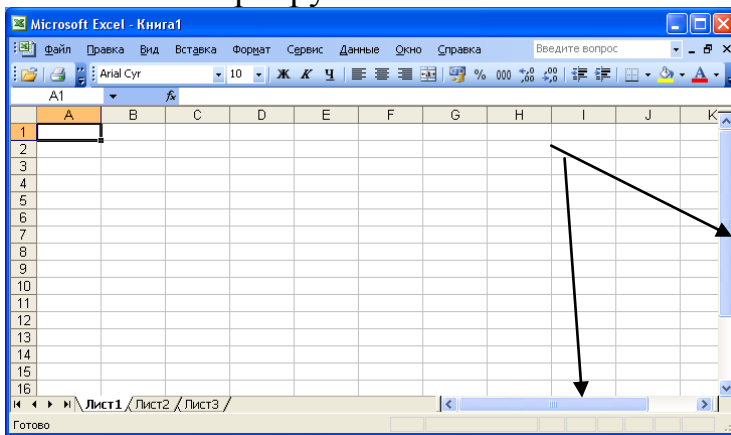 Microsoft Excel - Книга1
Файл Правка Вид Вставка Формат Сервис Данные Окно Справка Введите вопрос
Arial Cyr 10 Ж К Ч % 000
A1 fx
A B C D E F G H I J K
1
2
3
4
5
6
7
8
9
10
11
12
13
14
15
16
Лист1 Лист2 Лист3
Готово